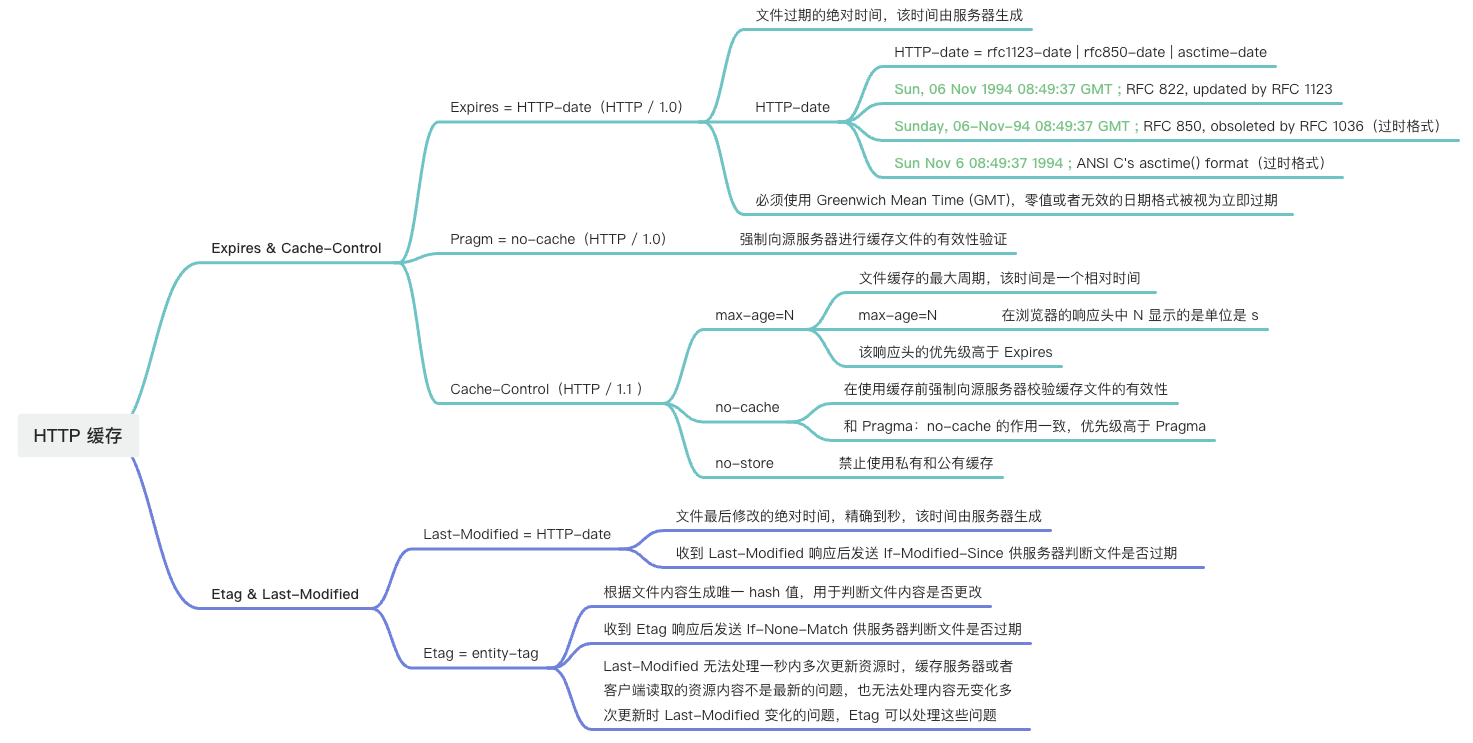 文件过期的绝对时间，该时间由服务器生成
HTTP-date = rfc1123-date | rfc850-date | asctime-date
Sun, 06 Nov 1994 08:49:37 GMT ; RFC 822, updated by RFC 1123
Expires = HTTP-date（HTTP / 1.0）
HTTP-date
Sunday, 06-Nov-94 08:49:37 GMT ; RFC 850, obsoleted by RFC 1036（过时格式）
Sun Nov 6 08:49:37 1994 ; ANSI C's asctime() format（过时格式）
必须使用 Greenwich Mean Time (GMT)，零值或者无效的日期格式被视为立即过期
Expires & Cache-Control
Pragm = no-cache（HTTP / 1.0）
强制向源服务器进行缓存文件的有效性验证
文件缓存的最大周期，该时间是一个相对时间
max-age=N
max-age=N
在浏览器的响应头中 N 显示的是单位是 s
该响应头的优先级高于 Expires
Cache-Control（HTTP / 1.1 ）
在使用缓存前强制向源服务器校验缓存文件的有效性
no-cache
和 Pragma：no-cache 的作用一致，优先级高于 Pragma
no-store
禁止使用私有和公有缓存
HTTP 缓存
文件最后修改的绝对时间，精确到秒，该时间由服务器生成
Last-Modified = HTTP-date
收到 Last-Modified 响应后发送 If-Modified-Since 供服务器判断文件是否过期
Etag & Last-Modified
根据文件内容生成唯一 hash 值，用于判断文件内容是否更改
收到 Etag 响应后发送 If-None-Match 供服务器判断文件是否过期
Etag = entity-tag
Last-Modified 无法处理一秒内多次更新资源时，缓存服务器或者
客户端读取的资源内容不是最新的问题，也无法处理内容无变化多
次更新时 Last-Modified 变化的问题，Etag 可以处理这些问题